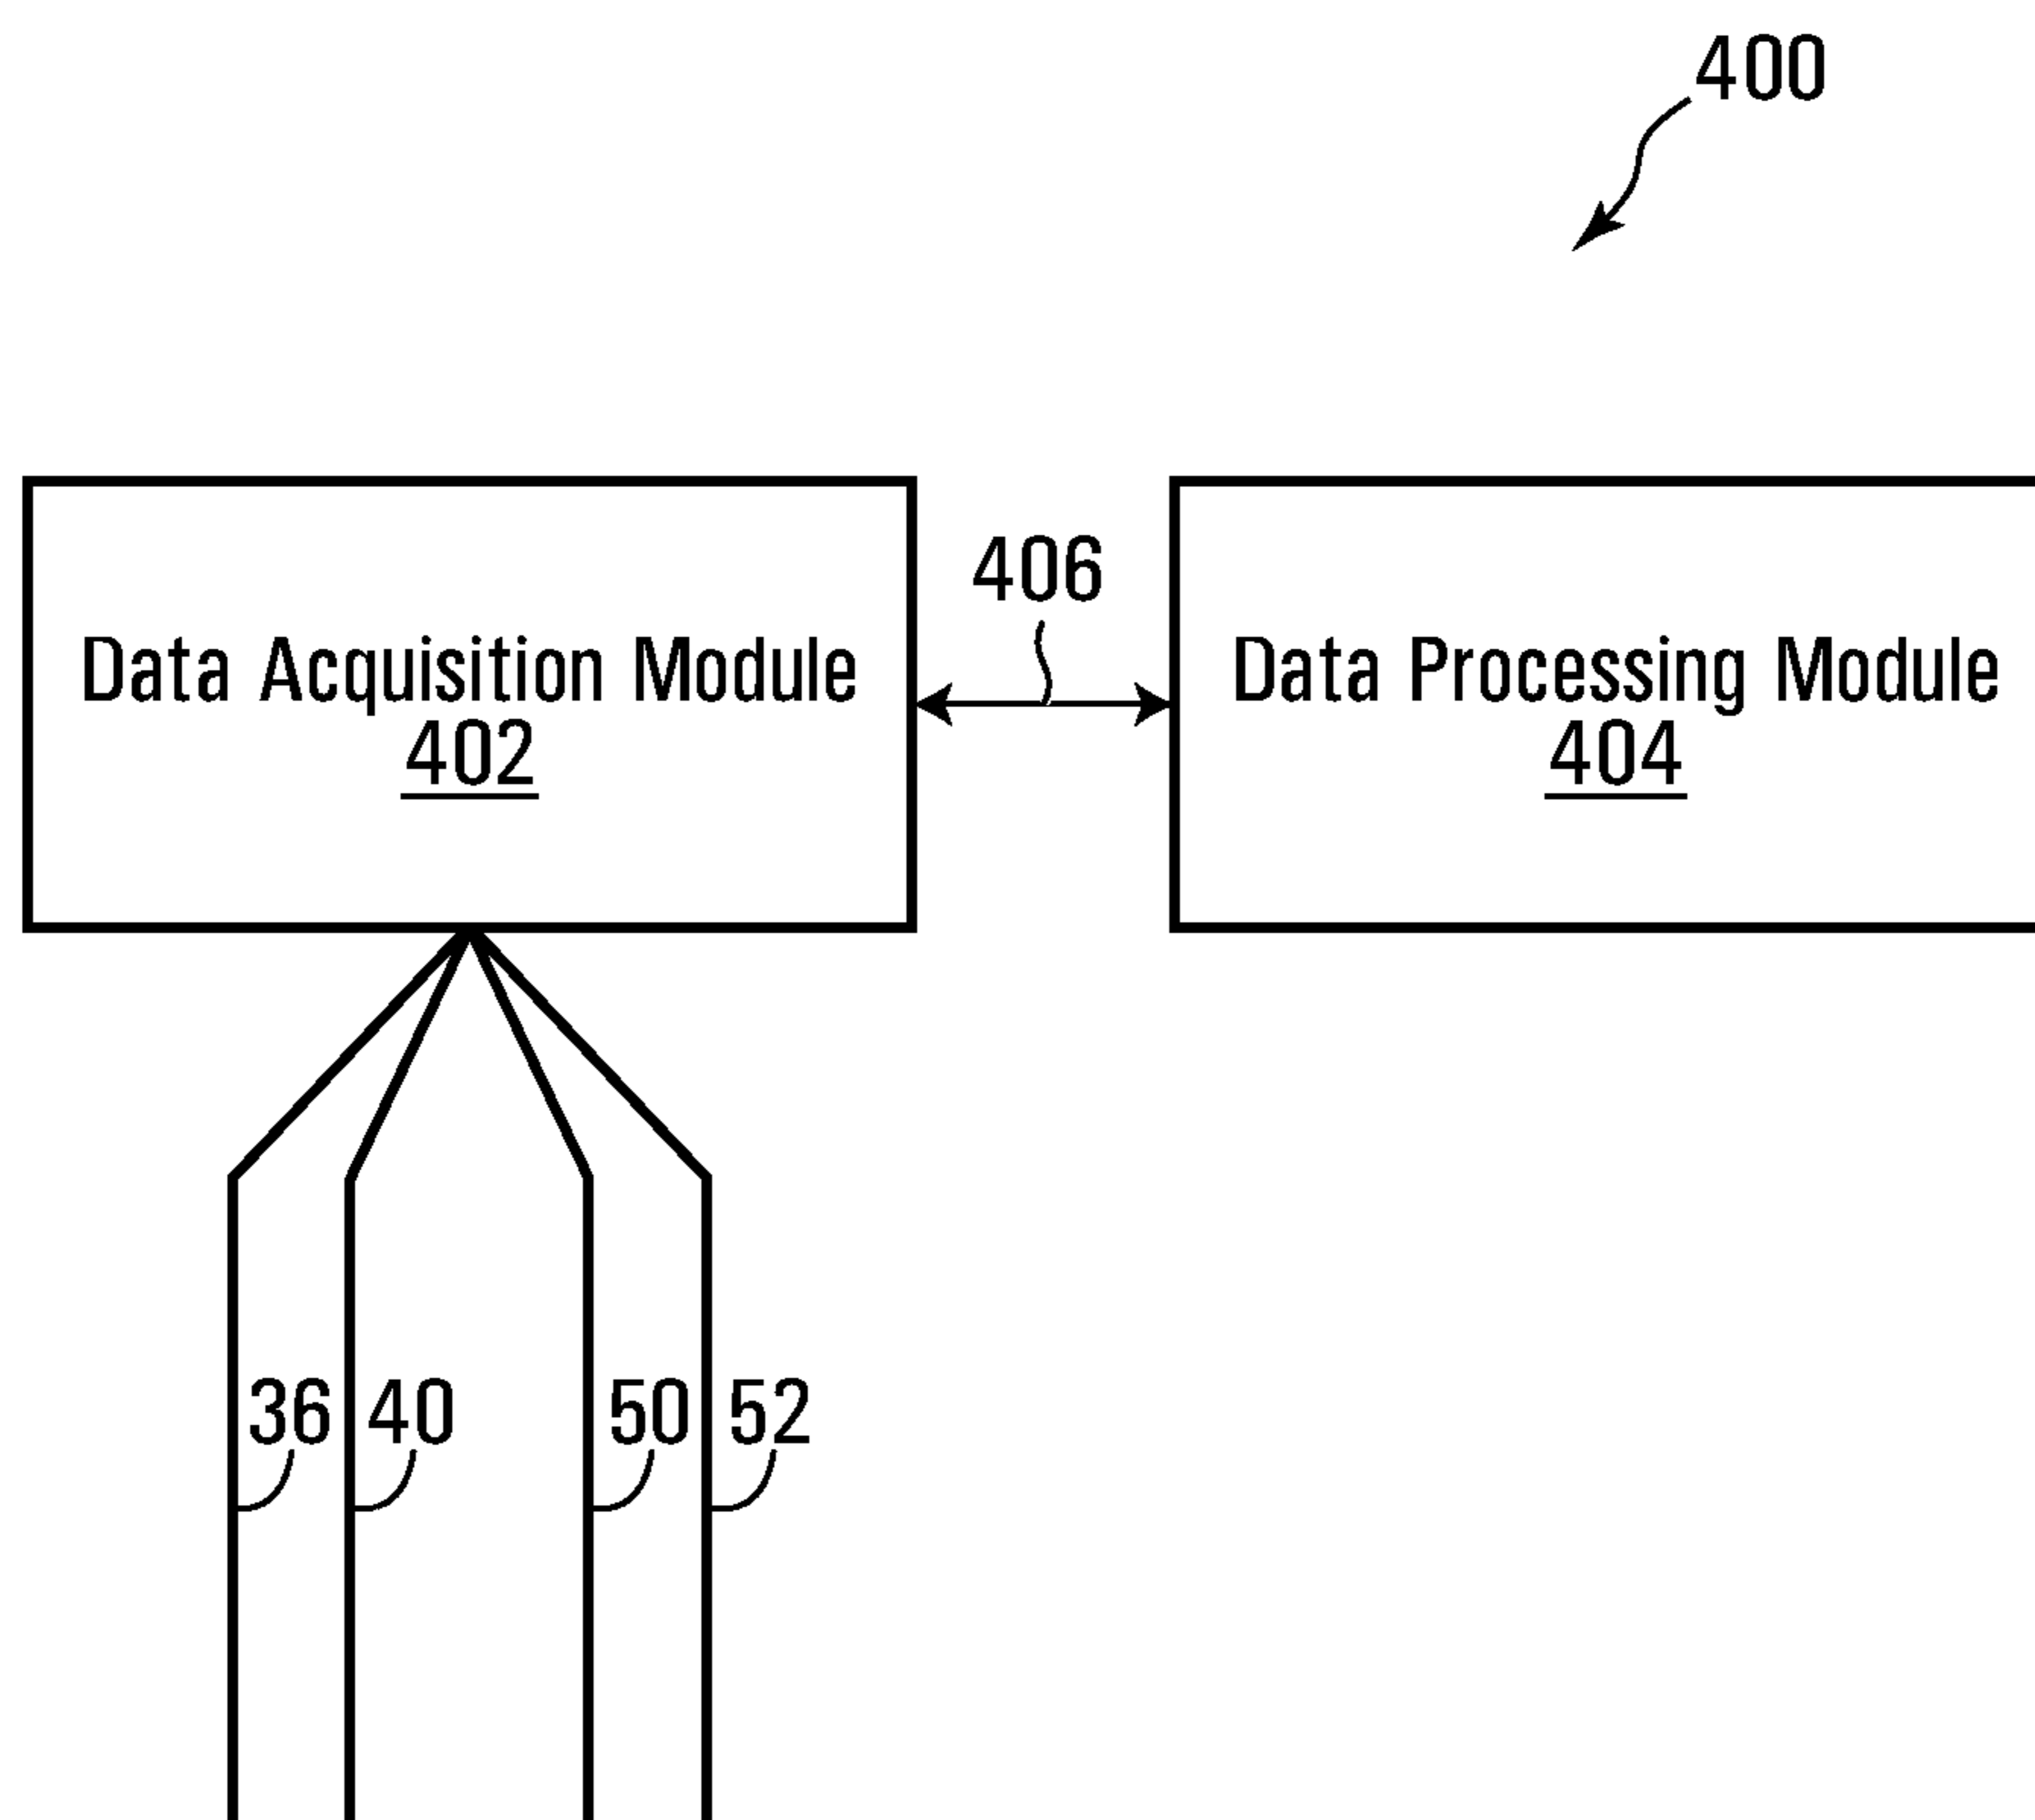 400
406
Data Acquisition Module
402
Data Processing Module
404
36 40 50 52